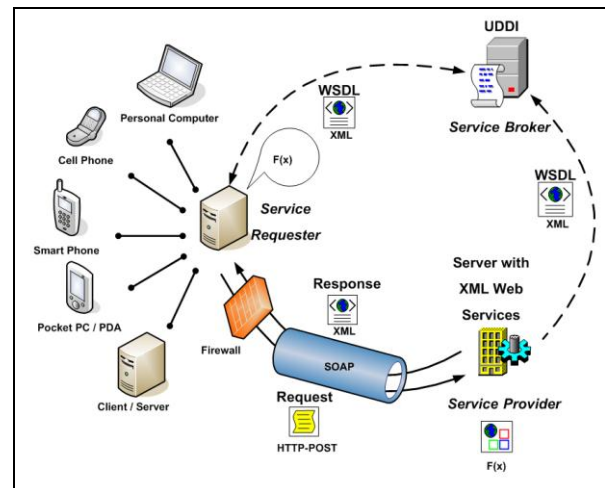 UDDI
Service Broker
WSDL
XML
Personal Computer
Cell Phone
F(x)
WSDL
XML
Service
Requester
Smart Phone
Pocket PC / PDA
Client / Server
Firewall
Response
XML
SOAP
Request
HTTP-POST
Server with
XML Web
Services
Service Provider
F(x)